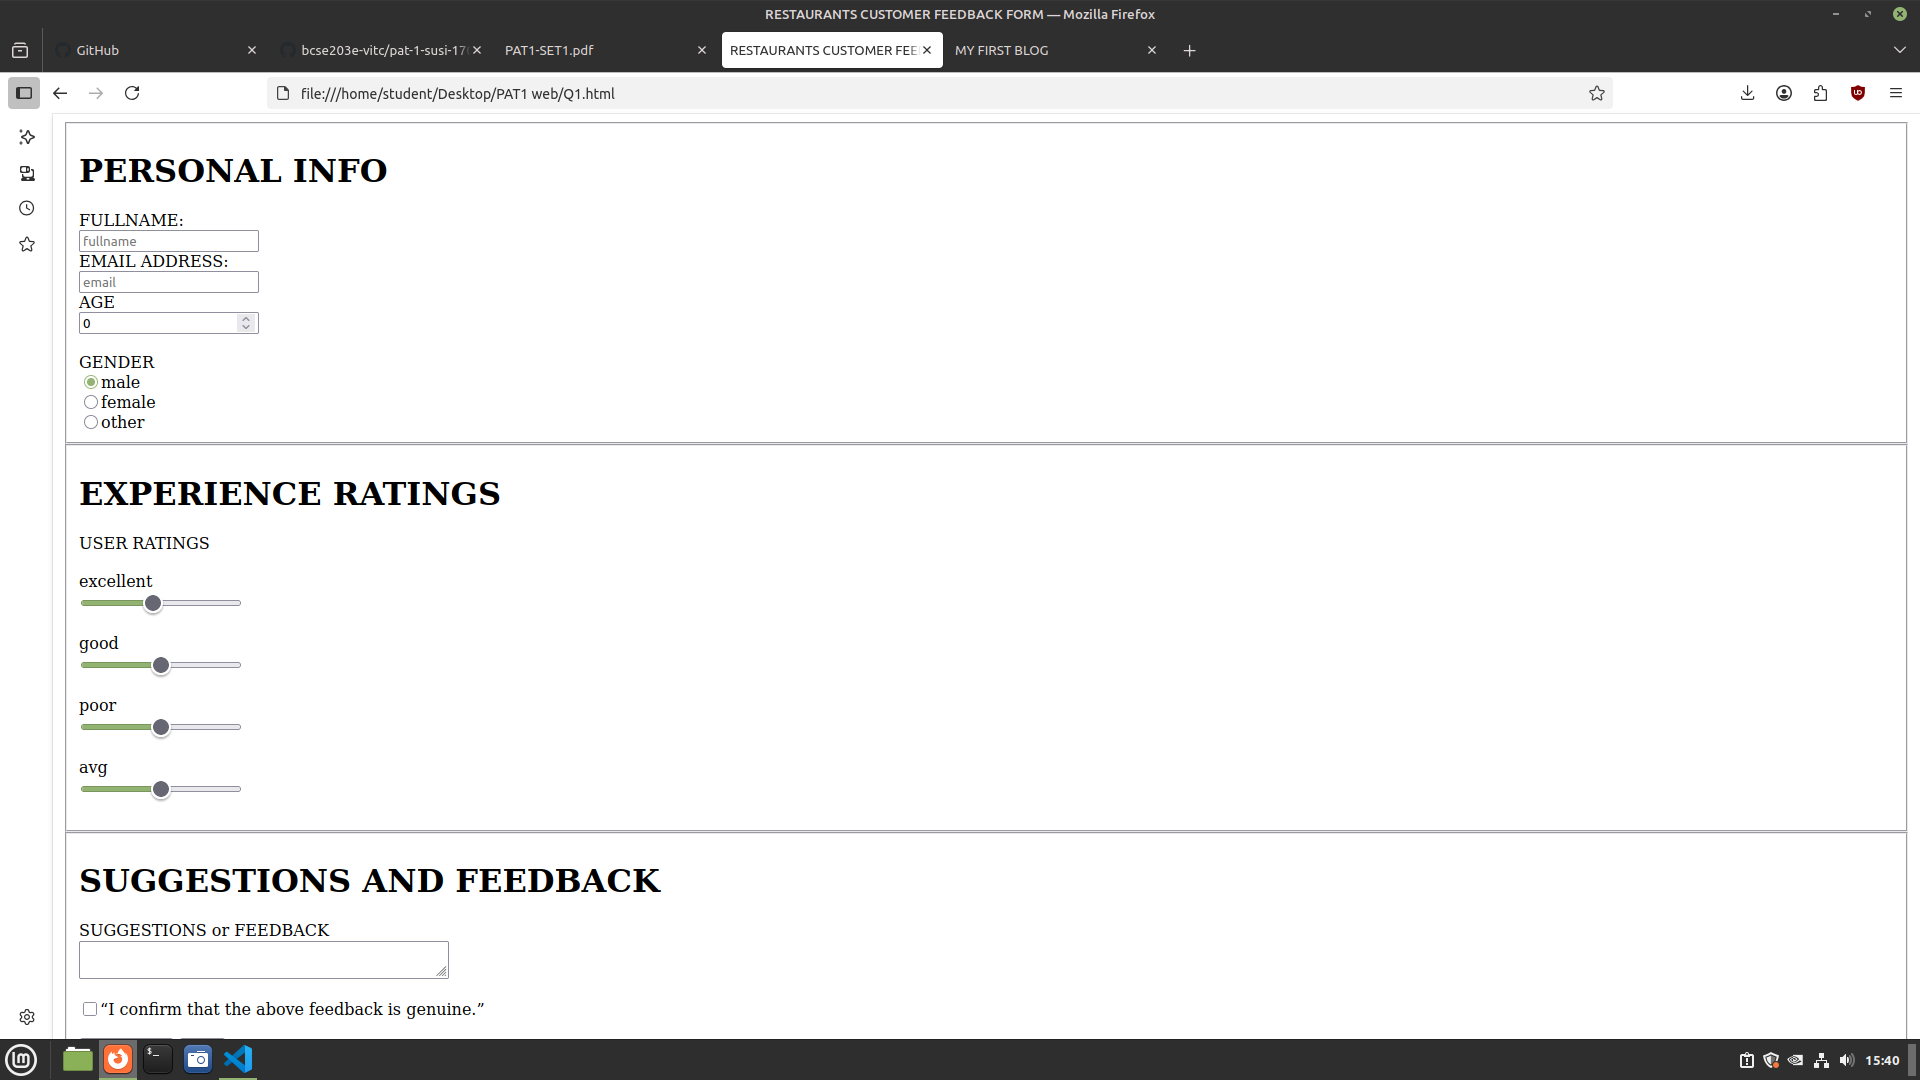 RESTAURANTS CUSTOMER FEEDBACK FORM — Mozilla Firefox
GitHub
bcse203e-vitc/pat-1-susi-170
PAT1-SET1.pdf
RESTAURANTS CUSTOMER FEE
MY FIRST BLOG
file:///home/student/Desktop/PAT1 web/Q1.html
PERSONAL INFO
FULLNAME:
fullname
EMAIL ADDRESS:
email
AGE
0
GENDER
male
female
other
EXPERIENCE RATINGS
USER RATINGS
excellent
good
poor
avg
SUGGESTIONS AND FEEDBACK
SUGGESTIONS or FEEDBACK
“I confirm that the above feedback is genuine.”
15:40